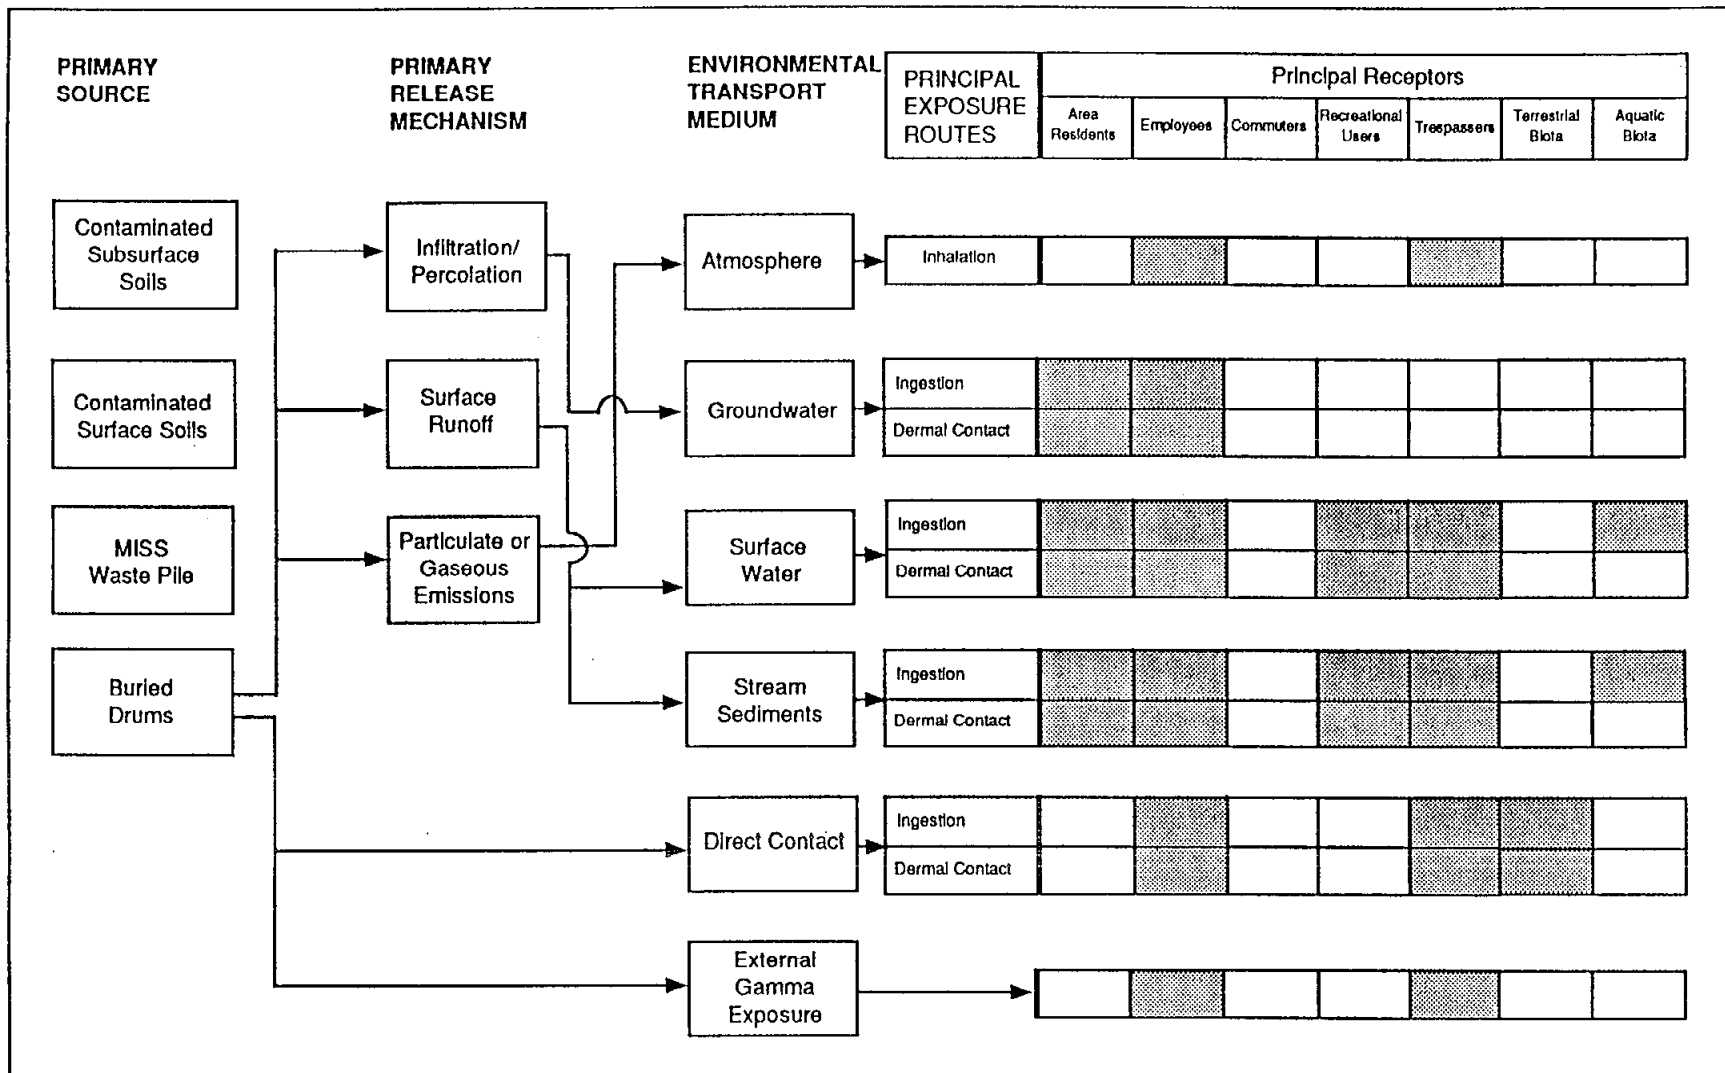 PRIMARY
SOURCE
PRIMARY
RELEASE
MECHANISM
ENVIRONMENTAL
TRANSPORT
MEDIUM
PRINCIPAL
EXPOSURE
ROUTES
Principal Receptors
Area
Residents
Employees
Commuters
Recreational
Users
Trespassers
Terrestrial
Biota
Aquatic
Biota
Contaminated
Subsurface
Soils
Infiltration/
Percolation
Atmosphere
Inhalation
Contaminated
Surface Soils
Surface
Runoff
Groundwater
Ingestion
Dermal Contact
MISS
Waste Pile
Particulate or
Gaseous
Emissions
Surface
Water
Ingestion
Dermal Contact
Buried
Drums
Stream
Sediments
Ingestion
Dermal Contact
Direct Contact
Ingestion
Dermal Contact
External
Gamma
Exposure